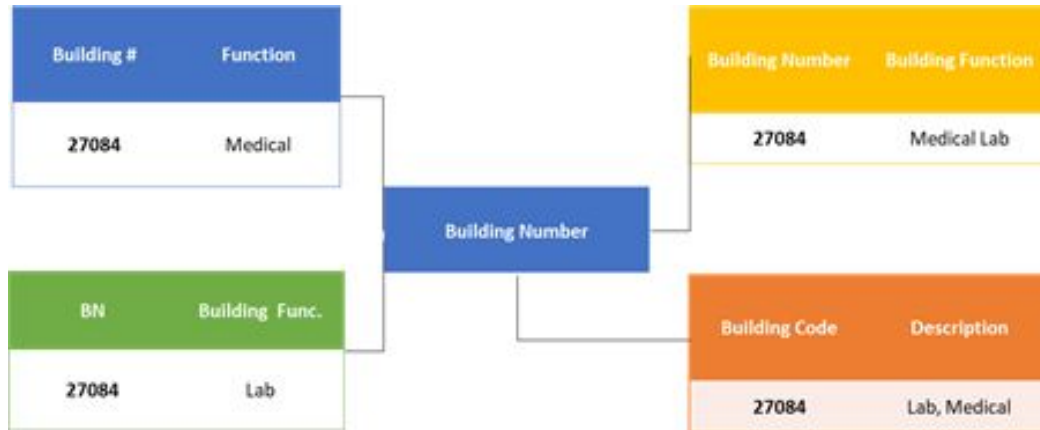 Building # Function
27084 Medical
Building Number Building Function
27084 Medical Lab
Building Number
BN Building Func.
27084 Lab
Building Code Description
27084 Lab, Medical